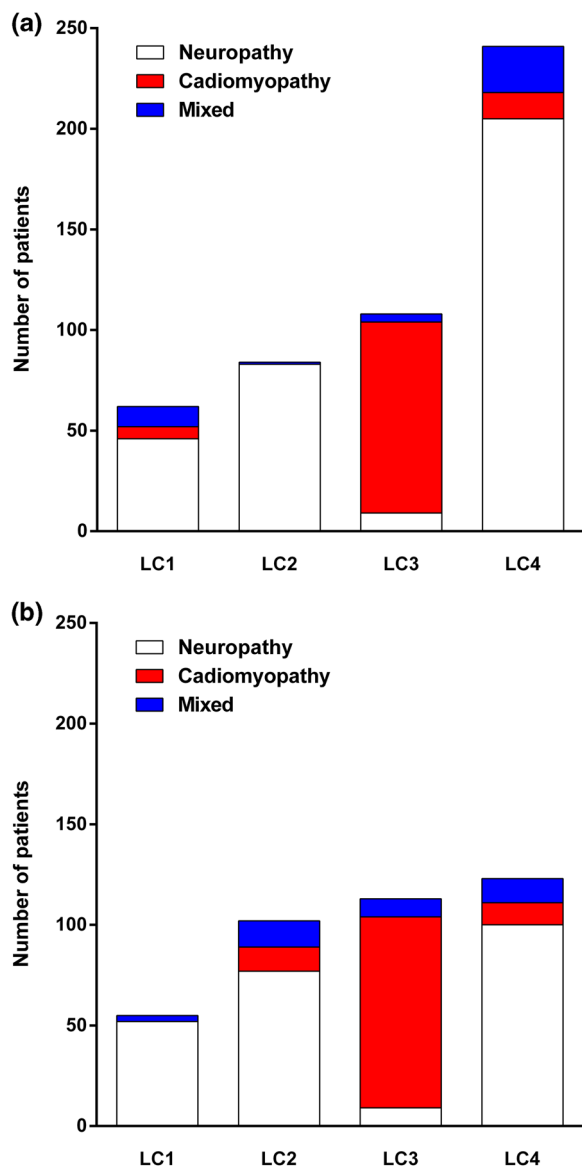 (a)
250
200
150
100
50
0
Number of patients
Neuropathy
Cadiomyopathy
Mixed
LC1 LC2 LC3 LC4
(b)
250
200
150
100
50
0
Number of patients
Neuropathy
Cadiomyopathy
Mixed
LC1 LC2 LC3 LC4